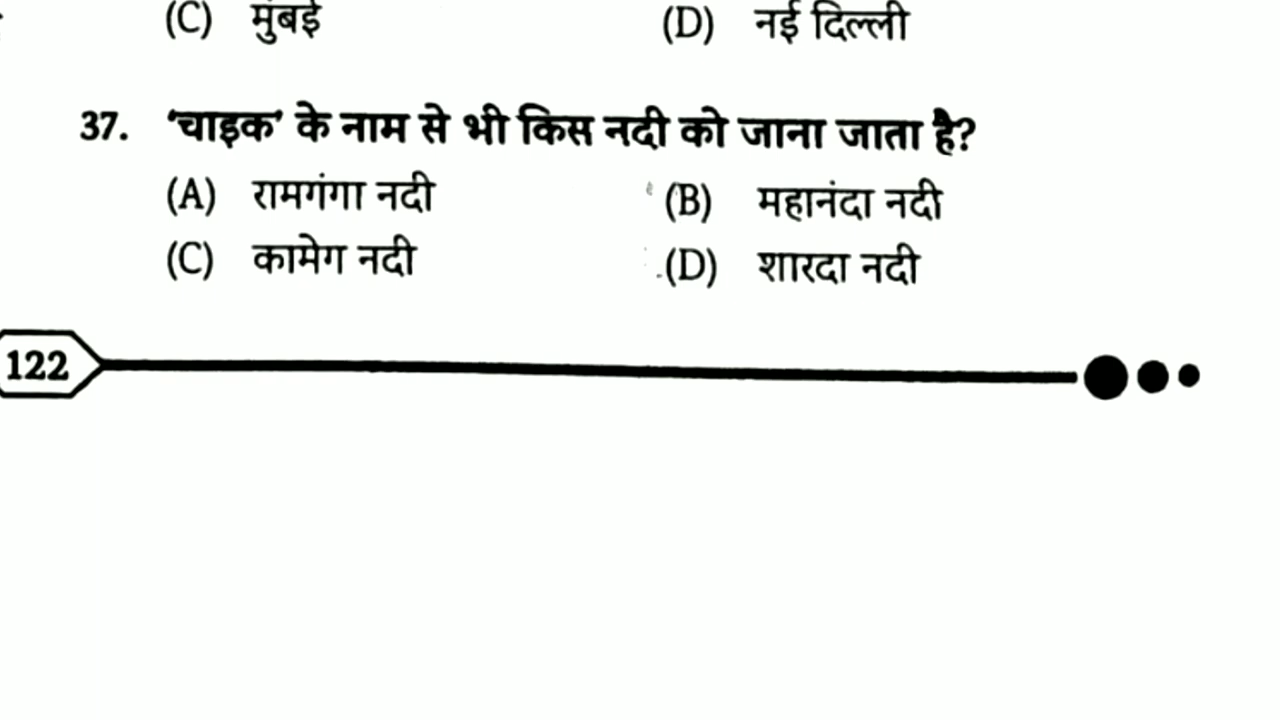 (C) मुंबई (D) नई दिल्ली
37. 'चाइक' के नाम से भी किस नदी को जाना जाता है?
(A) रामगंगा नदी (B) महानंदा नदी
(C) कामेग नदी (D) शारदा नदी
122